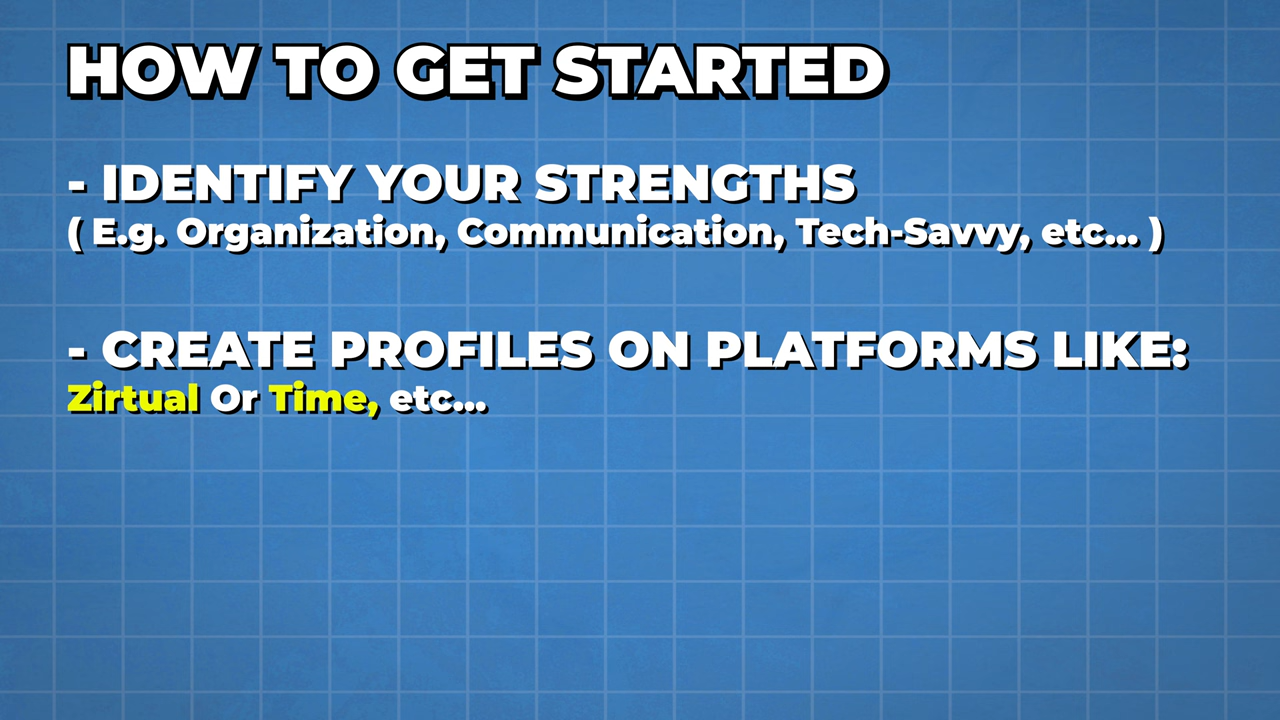 HOW TO GET STARTED
- IDENTIFY YOUR STRENGTHS
( E.g. Organization, Communication, Tech-Savvy, etc... )
- CREATE PROFILES ON PLATFORMS LIKE:
Zirtual Or Time, etc...